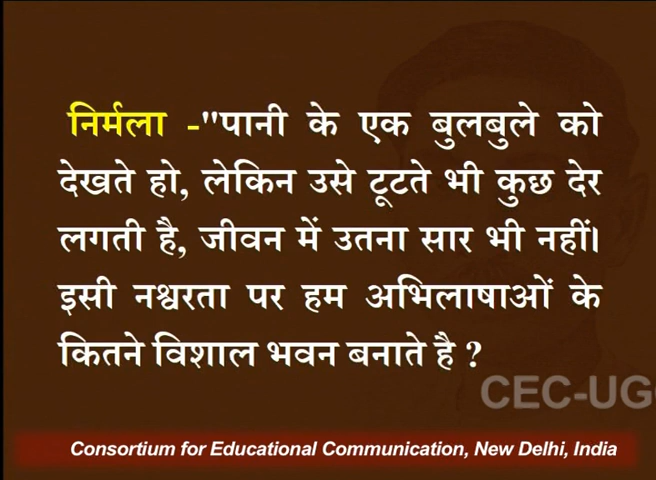 निर्मला -"पानी के एक बुलबुले को
देखते हो, लेकिन उसे टूटते भी कुछ देर
लगती है, जीवन में उतना सार भी नहीं।
इसी नश्वरता पर हम अभिलाषाओं के
कितने विशाल भवन बनाते है ?
CEC-UG
Consortium for Educational Communication, New Delhi, India